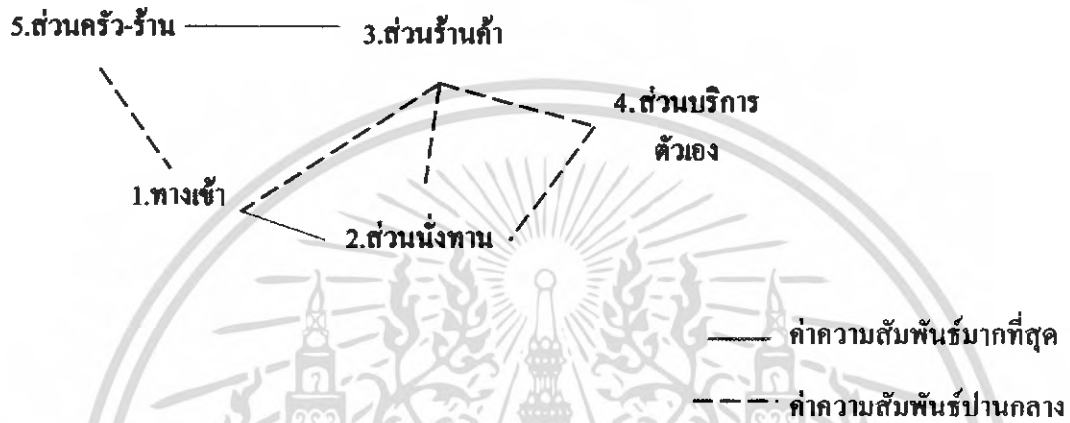 5.ส่วนครัว-ร้าน
3.ส่วนร้านค้า
4.ส่วนบริการ
ตัวเอง
1.ทางเข้า
2.ส่วนนั่งทาน
ค่าความสัมพันธ์มากที่สุด
ค่าความสัมพันธ์ปานกลาง